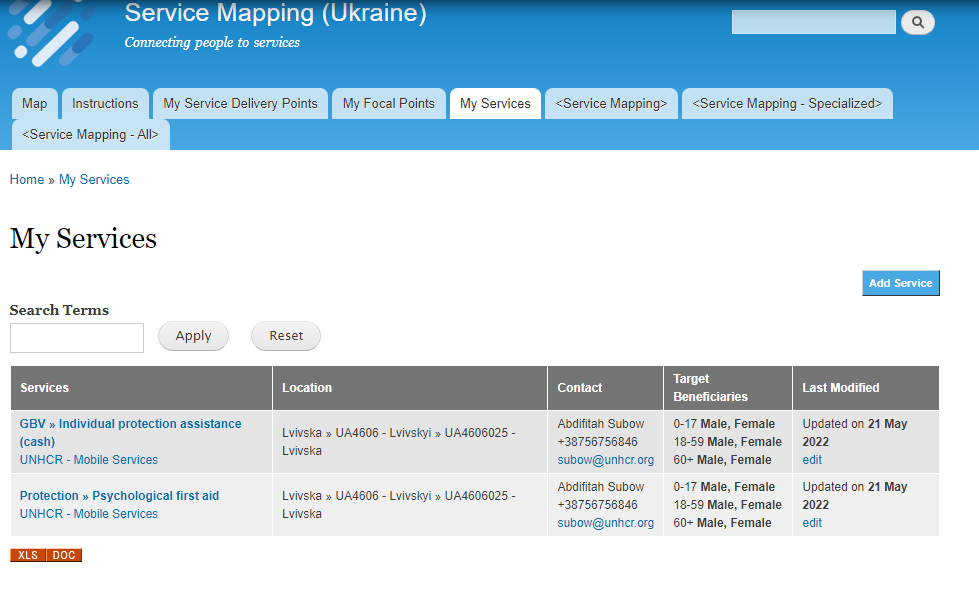 Service Mapping (Ukraine)
Connecting people to services
Map
Instructions
My Service Delivery Points
My Focal Points
My Services
<Service Mapping>
<Service Mapping - Specialized>
<Service Mapping - All>
Home » My Services
My Services
Add Service
Search Terms
Apply
Reset
Services
Location
Contact
Target
Beneficiaries
Last Modified
GBV » Individual protection assistance
(cash)
UNHCR - Mobile Services
Lvivska » UA4606 - Lvivskyi » UA4606025 -
Lvivska
Abdifitah Subow
+38756756846
subow@unhcr.org
0-17 Male, Female
18-59 Male, Female
60+ Male, Female
Updated on 21 May
2022
edit
Protection » Psychological first aid
UNHCR - Mobile Services
Lvivska » UA4606 - Lvivskyi » UA4606025 -
Lvivska
Abdifitah Subow
+38756756846
subow@unhcr.org
0-17 Male, Female
18-59 Male, Female
60+ Male, Female
Updated on 21 May
2022
edit
XLS
DOC